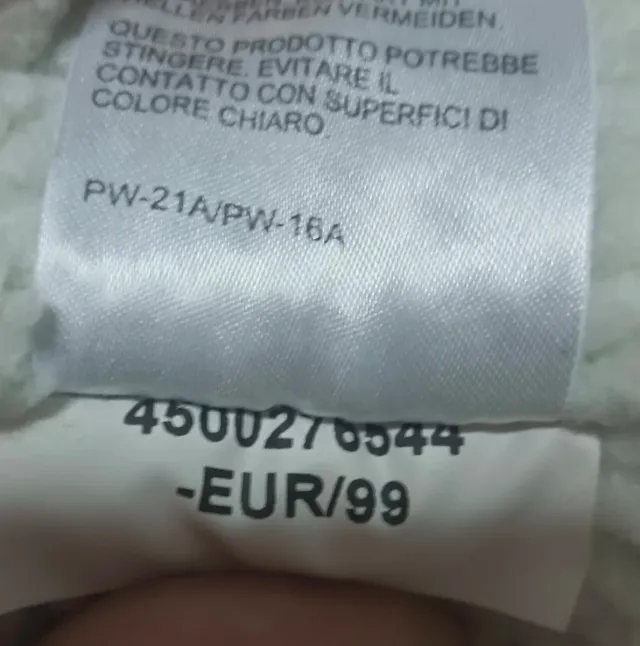 HELLEN FARBEN VERMEIDEN.
QUESTO PRODOTTO POTREBBE
STINGERE. EVITARE IL
CONTATTO CON SUPERFICI DI
COLORE CHIARO.
PW-21A/PW-16A
4500276544
-EUR/99